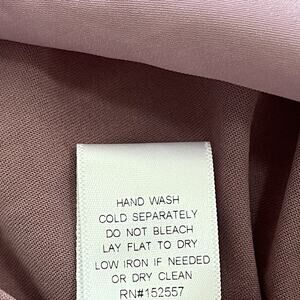 HAND WASH
COLD SEPARATELY
DO NOT BLEACH
LAY FLAT TO DRY
LOW IRON IF NEEDED
OR DRY CLEAN
RN#152557